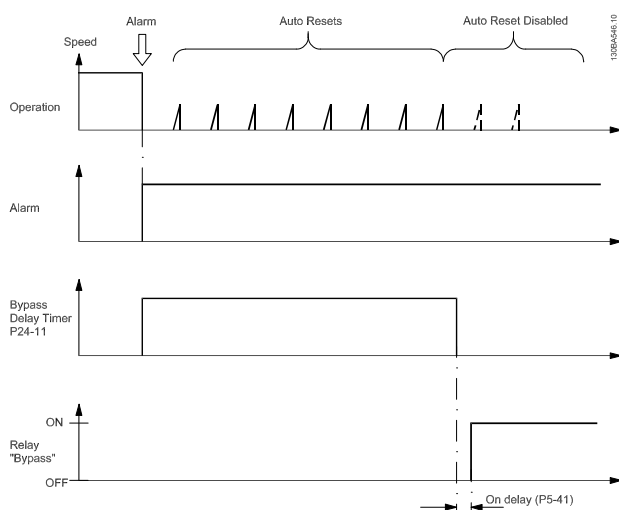 Alarm
Auto Resets
Auto Reset Disabled
130BA546.10
Speed
Operation
Alarm
Bypass
Delay Timer
P24-11
ON
Relay
"Bypass"
OFF
On delay (P5-41)